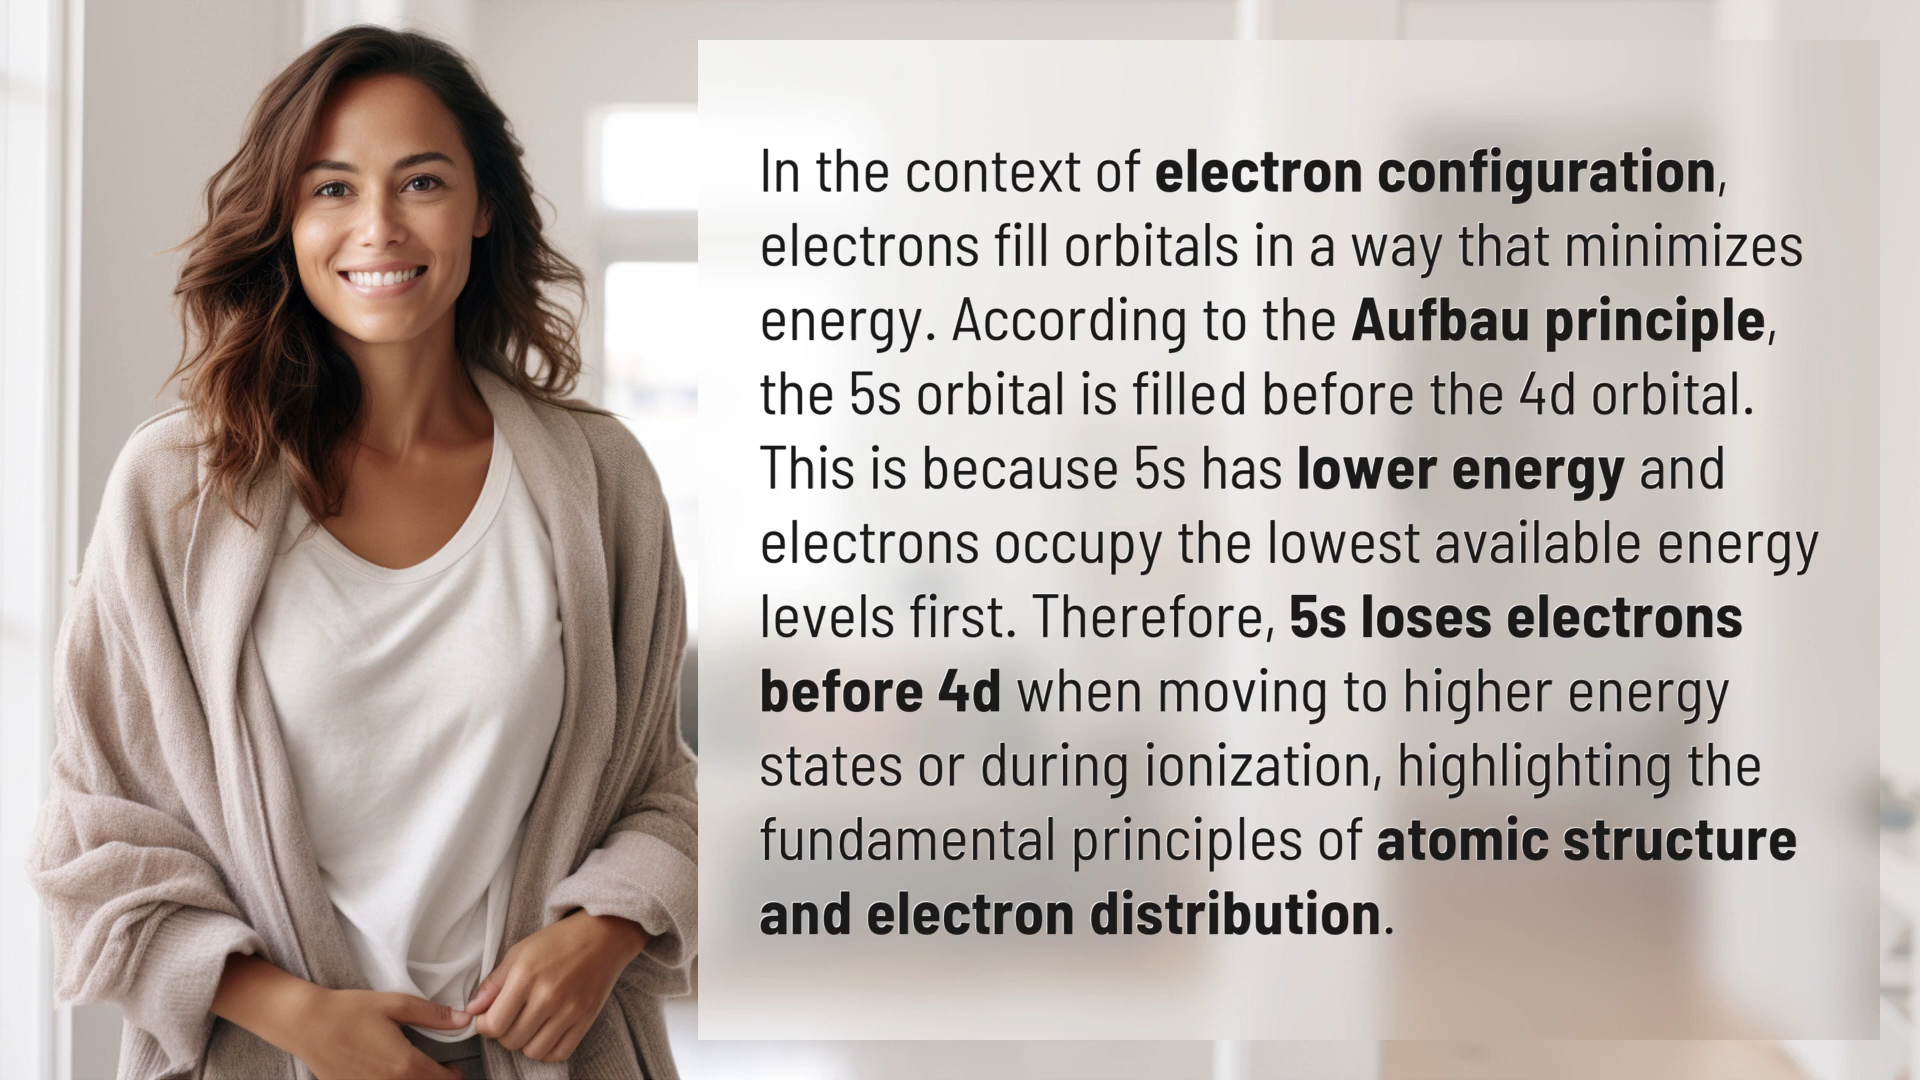 In the context of electron configuration,
electrons fill orbitals in a way that minimizes
energy. According to the Aufbau principle,
the 5s orbital is filled before the 4d orbital.
This is because 5s has lower energy and
electrons occupy the lowest available energy
levels first. Therefore, 5s loses electrons
before 4d when moving to higher energy
states or during ionization, highlighting the
fundamental principles of atomic structure
and electron distribution.